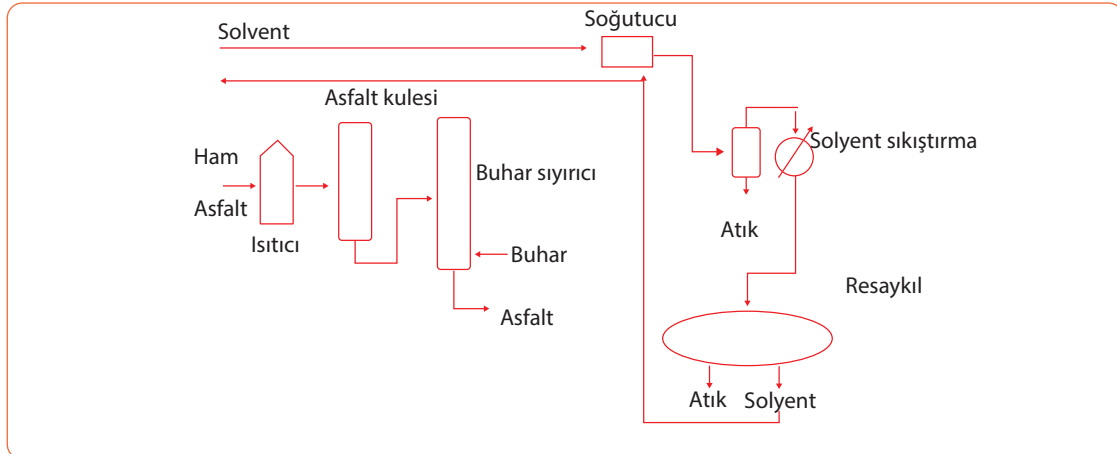 Soğutucu
Solvent
Asfalt kulesi
Solyent sıkıştırma
Ham
Buhar sıyırıcı
Asfalt
Atık
Isıtıcı
Buhar
Resaykıl
Asfalt
Atık
Solyent